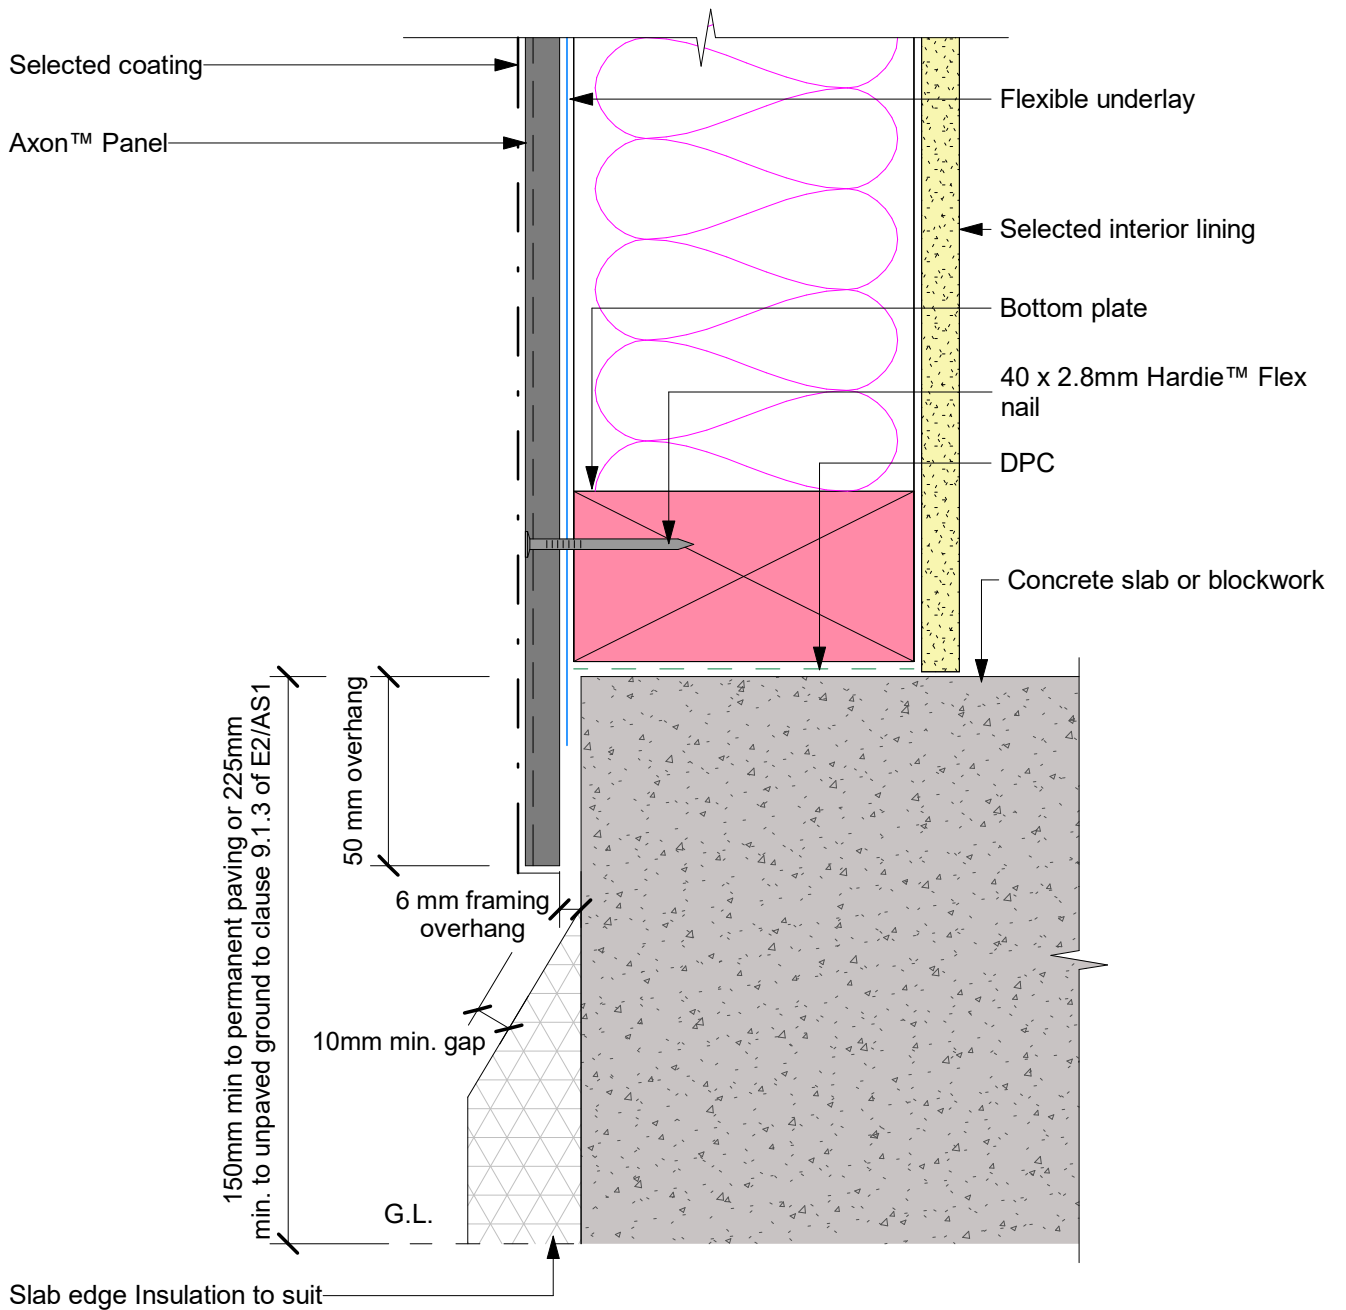 Selected coating
Flexible underlay
Axon™ Panel
Selected interior lining
Bottom plate
40 x 2.8mm Hardie™ Flex
nail
DPC
Concrete slab or blockwork
150mm min to permanent paving or 225mm
min. to unpaved ground to clause 9.1.3 of E2/AS1
50 mm overhang
6 mm framing
overhang
10mm min. gap
G.L.
Slab edge Insulation to suit